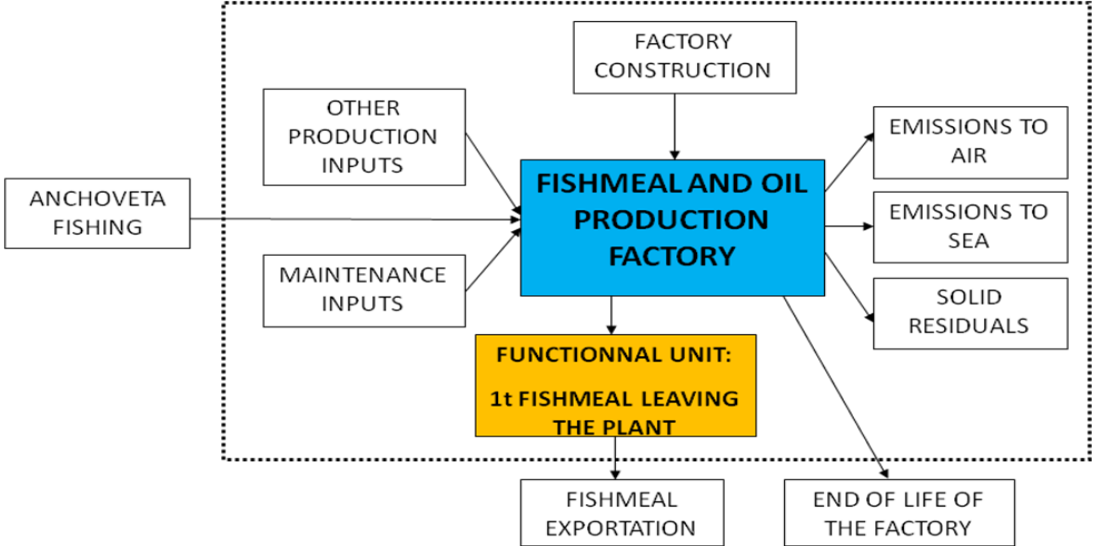 FACTORY
CONSTRUCTION
OTHER
PRODUCTION
INPUTS
EMISSIONS TO
AIR
ANCHOVETA
FISHING
FISHMEAL AND OIL
PRODUCTION
FACTORY
EMISSIONS TO
SEA
MAINTENANCE
INPUTS
SOLID
RESIDUALS
FUNCTIONNAL UNIT:
1t FISHMEAL LEAVING
THE PLANT
FISHMEAL
EXPORTATION
END OF LIFE OF
THE FACTORY